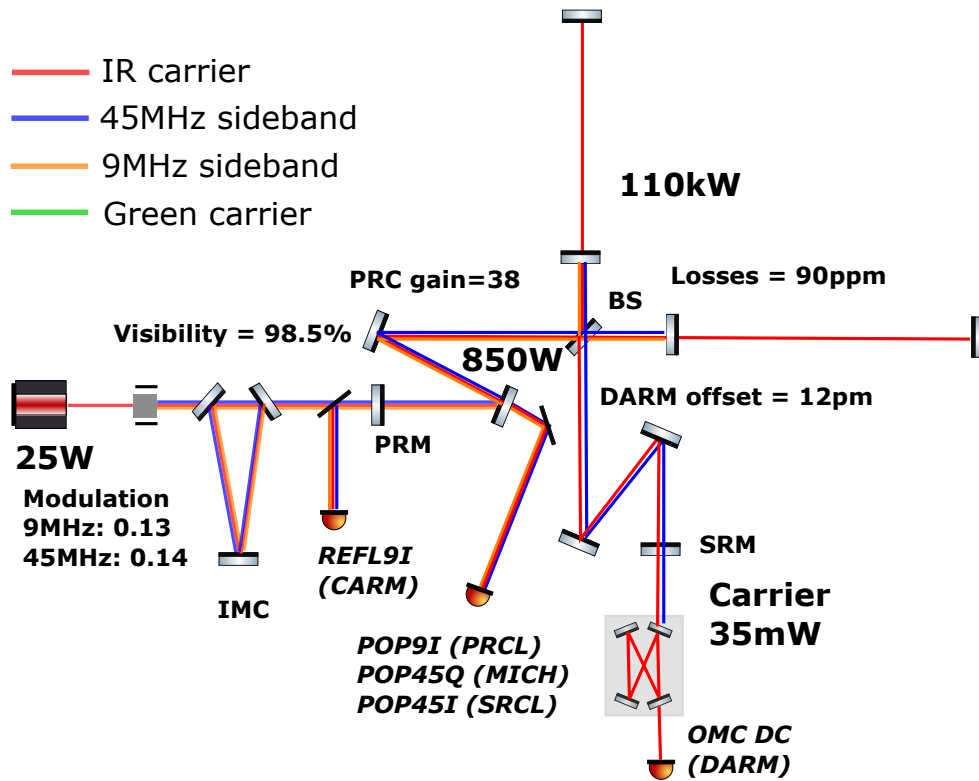 IR carrier
45MHz sideband
9MHz sideband
Green carrier
110kW
PRC gain=38
Losses = 90ppm
BS
Visibility = 98.5%
850W
DARM offset = 12pm
PRM
25W
Modulation
9MHz: 0.13
45MHz: 0.14
IMC
REFL9I
(CARM)
SRM
Carrier
35mW
POP9I (PRCL)
POP45Q (MICH)
POP45I (SRCL)
OMC DC
(DARM)